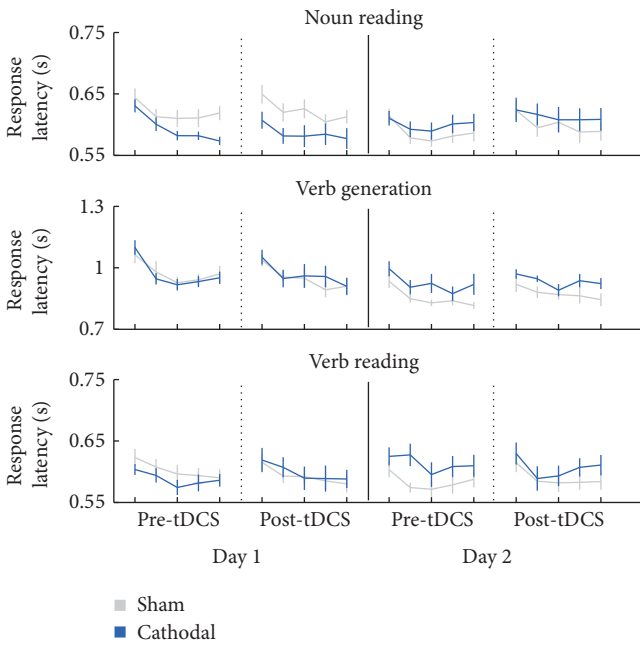 Noun reading
0.75
0.65
0.55
Response
latency (s)
Verb generation
1.3
1
0.7
Response
latency (s)
Verb reading
0.75
0.65
0.55
Response
latency (s)
Pre-tDCS Post-tDCS Pre-tDCS Post-tDCS
Day 1 Day 2
Sham
Cathodal